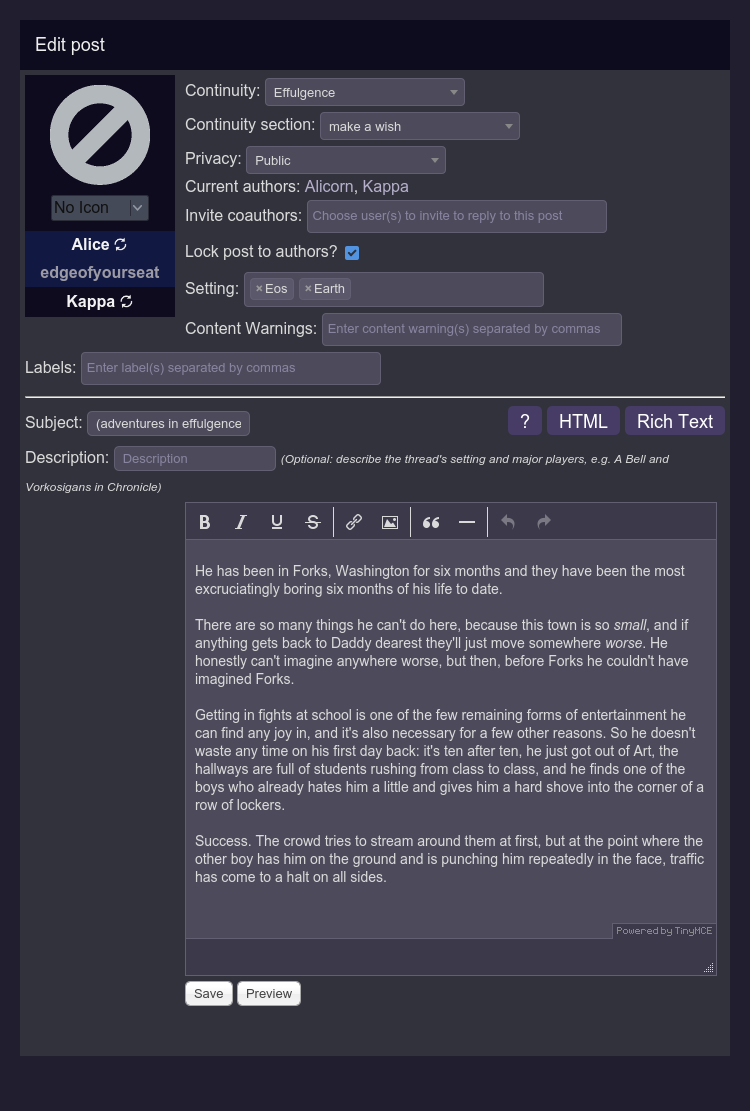 Edit post
No Icon
Alice
edgeofyourseat
Kappa
Continuity: Effulgence
Continuity section: make a wish
Privacy: Public
Current authors: Alicorn, Kappa
Invite coauthors: Choose user(s) to invite to reply to this post
Lock post to authors?
Setting: × Eos × Earth
Content Warnings: Enter content warning(s) separated by commas
Labels: Enter label(s) separated by commas
Subject: (adventures in effulgence
? HTML Rich Text
Description: Description (Optional: describe the thread's setting and major players, e.g. A Bell and
Vorkosigans in Chronicle)
B I U S
He has been in Forks, Washington for six months and they have been the most
excruciatingly boring six months of his life to date.
There are so many things he can't do here, because this town is so small, and if
anything gets back to Daddy dearest they'll just move somewhere worse. He
honestly can't imagine anywhere worse, but then, before Forks he couldn't have
imagined Forks.
Getting in fights at school is one of the few remaining forms of entertainment he
can find any joy in, and it's also necessary for a few other reasons. So he doesn't
waste any time on his first day back: it's ten after ten, he just got out of Art, the
hallways are full of students rushing from class to class, and he finds one of the
boys who already hates him a little and gives him a hard shove into the corner of a
row of lockers.
Success. The crowd tries to stream around them at first, but at the point where the
other boy has him on the ground and is punching him repeatedly in the face, traffic
has come to a halt on all sides.
Powered by TinyMCE
Save Preview